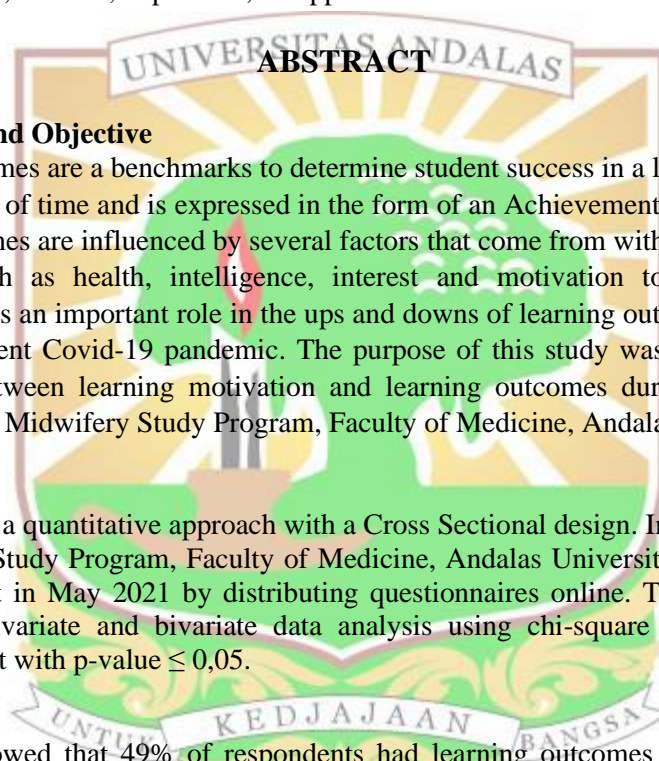 UNIVERSITAS ANDALAS
ABSTRACT
nd Objective
mes are a benchmarks to determine student success in a l
of time and is expressed in the form of an Achievement
nes are influenced by several factors that come from with
h as health, intelligence, interest and motivation to
s an important role in the ups and downs of learning out
ent Covid-19 pandemic. The purpose of this study was
tween learning motivation and learning outcomes dur
Midwifery Study Program, Faculty of Medicine, Andala
a quantitative approach with a Cross Sectional design. I
Study Program, Faculty of Medicine, Andalas Universit
t in May 2021 by distributing questionnaires online. T
ivariate and bivariate data analysis using chi-square
t with p-value ≤ 0,05.
UNTUK KEDJAJAAN BANGSA
owed that 49% of respondents had learning outcomes